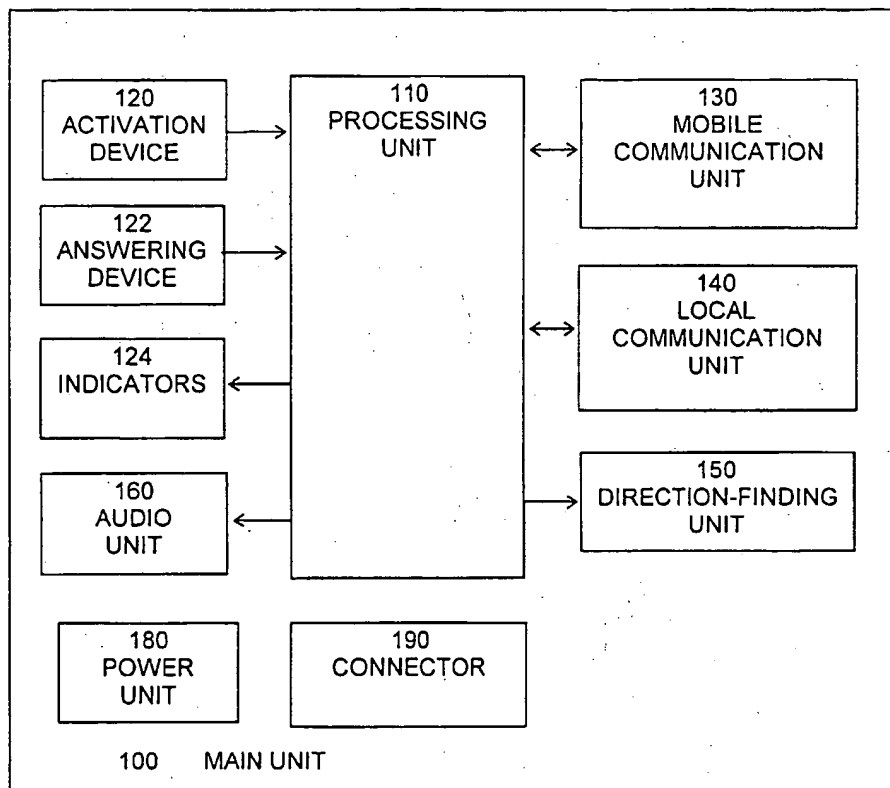 120
ACTIVATION
DEVICE
122
ANSWERING
DEVICE
124
INDICATORS
160
AUDIO
UNIT
180
POWER
UNIT
110
PROCESSING
UNIT
190
CONNECTOR
130
MOBILE
COMMUNICATION
UNIT
140
LOCAL
COMMUNICATION
UNIT
150
DIRECTION-FINDING
UNIT
100 MAIN UNIT